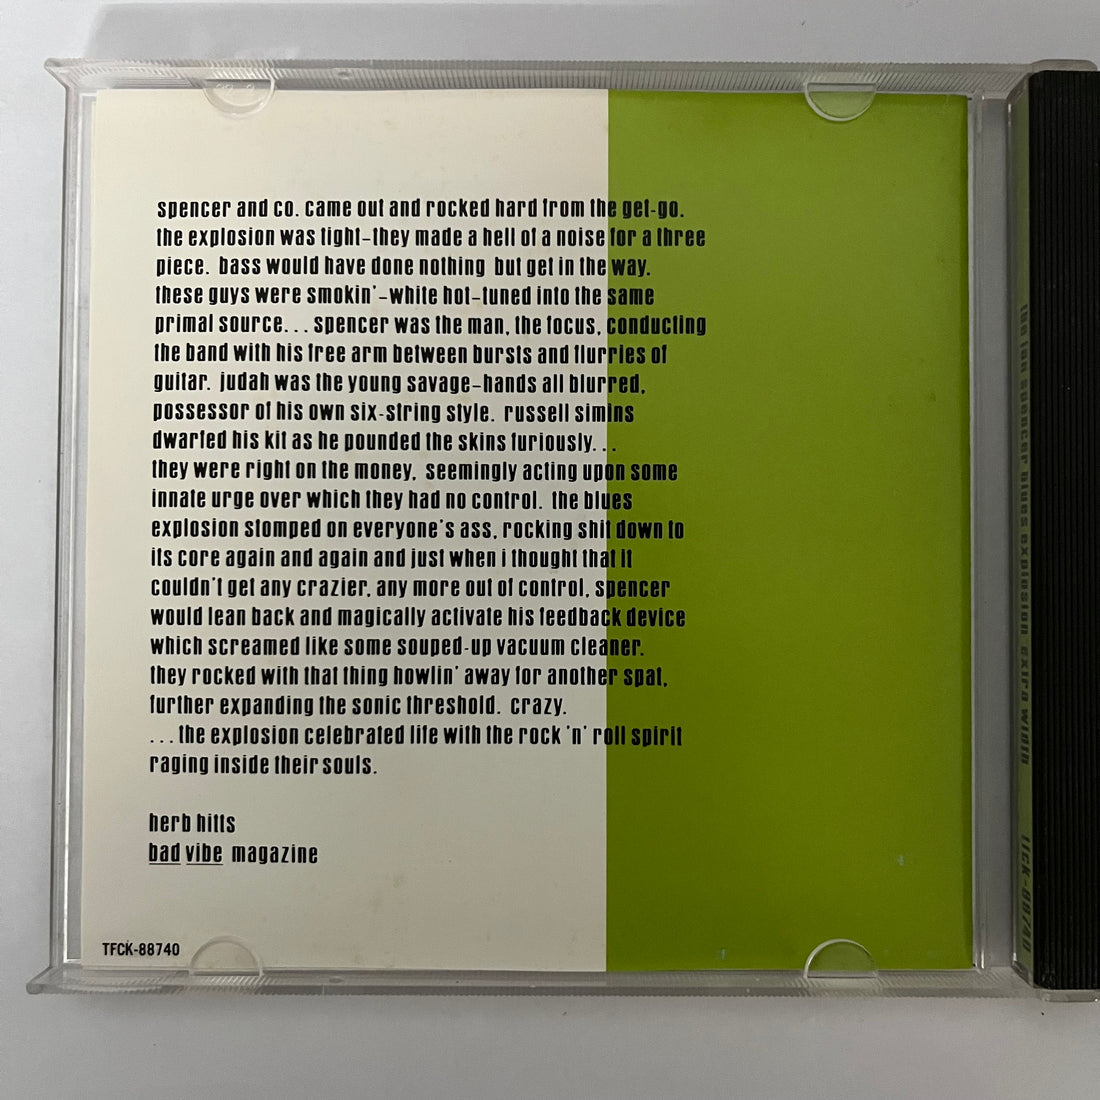 spencer and co. came out and rocked hard from the get-go.
the explosion was tight–they made a hell of a noise for a three
piece. bass would have done nothing but get in the way.
these guys were smokin'–white hot–tuned into the same
primal source... spencer was the man, the focus, conducting
the band with his free arm between bursts and flurries of
guitar. judah was the young savage–hands all blurred,
possessor of his own six-string style. russell simins
dwarfed his kit as he pounded the skins furiously...
they were right on the money, seemingly acting upon some
innate urge over which they had no control. the blues
explosion stomped on everyone's ass, rocking shit down to
its core again and again and just when i thought that it
couldn't get any crazier, any more out of control, spencer
would lean back and magically activate his feedback device
which screamed like some souped-up vacuum cleaner.
they rocked with that thing howlin' away for another spat,
further expanding the sonic threshold. crazy.
...the explosion celebrated life with the rock 'n' roll spirit
raging inside their souls.
herb hitts
bad vibe magazine
TFCK-88740
the jon spencer blues explosion extra width TFCK-88740